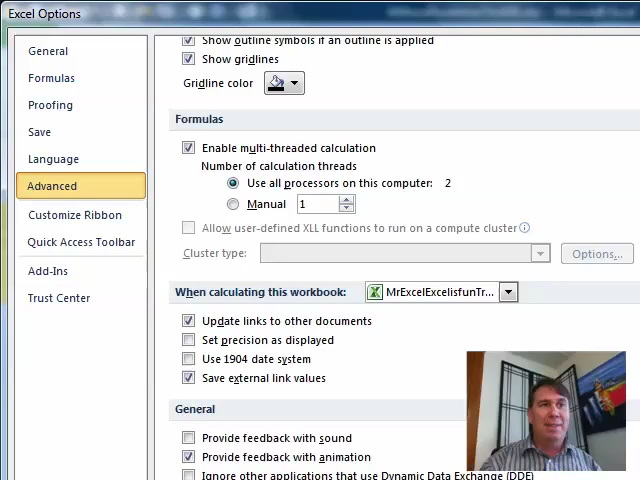 Excel Options
General
Formulas
Proofing
Save
Language
Advanced
Customize Ribbon
Quick Access Toolbar
Add-Ins
Trust Center
Show outline symbols if an outline is applied
Show gridlines
Gridline color
Formulas
Enable multi-threaded calculation
Number of calculation threads
Use all processors on this computer: 2
Manual 1
Allow user-defined XLL functions to run on a compute cluster
Cluster type: Options...
When calculating this workbook: MrExcelExcelisfunTr...
Update links to other documents
Set precision as displayed
Use 1904 date system
Save external link values
General
Provide feedback with sound
Provide feedback with animation
Ignore other applications that use Dynamic Data Exchange (DDE)